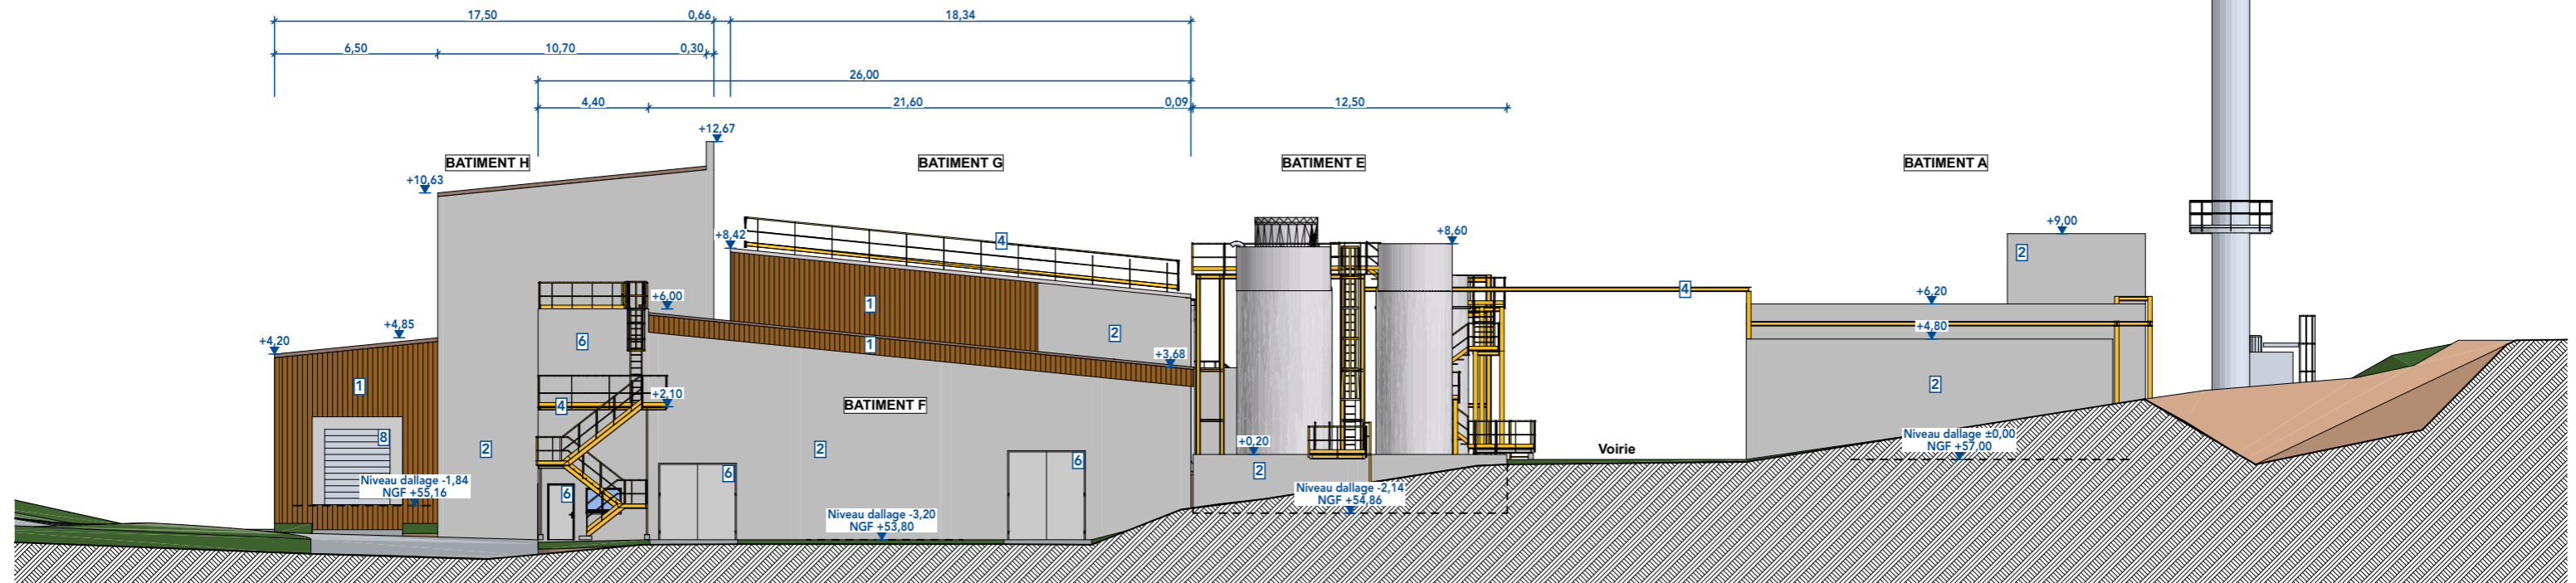 17,50 0,66 18,34
6,50 10,70 0,30
26,00
4,40 21,60 0,09 12,50
+12,67
BATIMENT H BATIMENT G BATIMENT E BATIMENT A
+10,63
+9,00
+8,42 4 +8,60
2
4
+6,00 1 +6,20
+4,85 2 +4,80
+4,20 6 1
+3,68
1 2
+2,10
4 BATIMENT F
8 +0,20 Niveau dallage ±0,00
NGF +57,00
2 2 Voirie
6 6 2
Niveau dallage -1,84
NGF +55,16
6 Niveau dallage -2,14
NGF +54,86
Niveau dallage -3,20
NGF +53,80